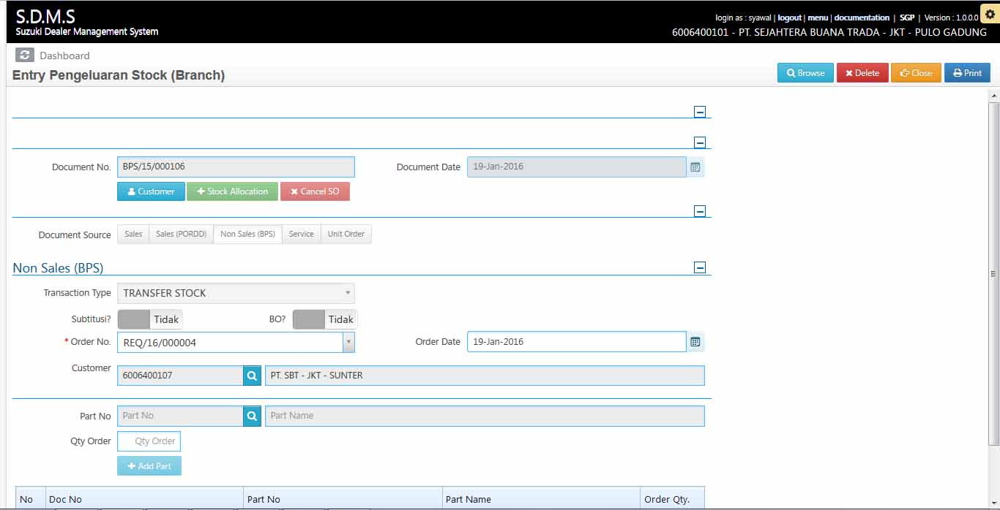 S.D.M.S
Suzuki Dealer Management System
login as : syawal | logout | menu | documentation | SGP | Version : 1.0.0.0
6006400101 - PT. SEJAHTERA BUANA TRADA - JKT - PULO GADUNG
Dashboard
Entry Pengeluaran Stock (Branch)
Browse Delete Close Print
Document No. BPS/15/000106 Document Date 19-Jan-2016
Customer Stock Allocation Cancel SO
Document Source Sales Sales (PORDD) Non Sales (BPS) Service Unit Order
Non Sales (BPS)
Transaction Type TRANSFER STOCK
Subtitusi? Tidak BO? Tidak
* Order No. REQ/16/000004 Order Date 19-Jan-2016
Customer 6006400107 PT. SBT - JKT - SUNTER
Part No Part No Part Name
Qty Order Qty Order
Add Part
No Doc No Part No Part Name Order Qty.